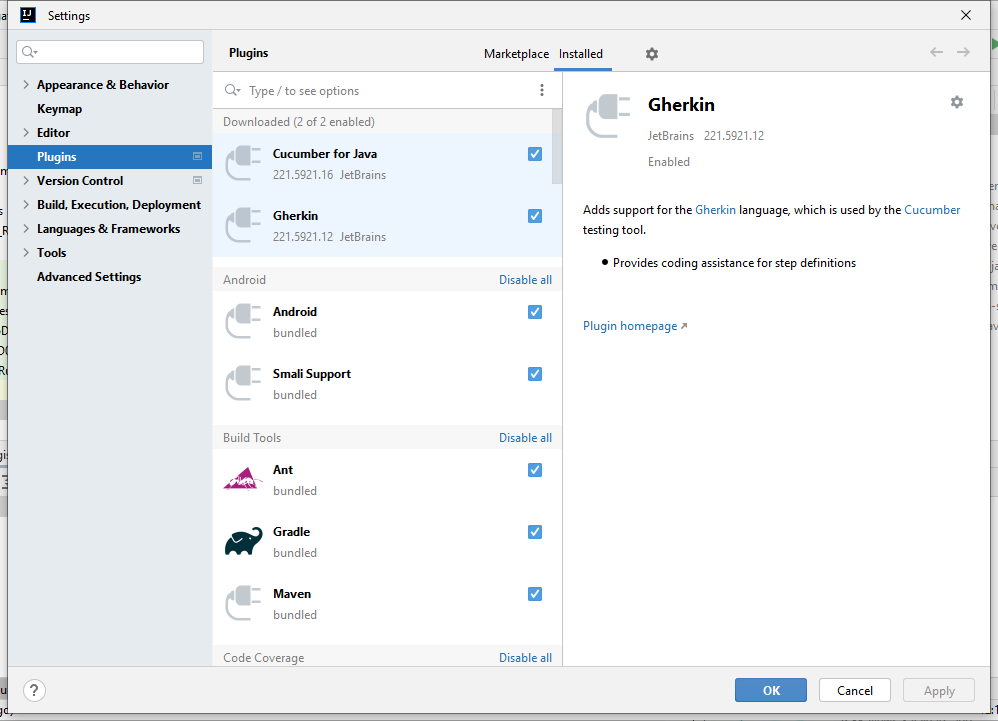 Settings
Plugins
Marketplace Installed
Appearance & Behavior
Keymap
Editor
Plugins
Version Control
Build, Execution, Deployment
Languages & Frameworks
Tools
Advanced Settings
Type / to see options
Downloaded (2 of 2 enabled)
Cucumber for Java
221.5921.16 JetBrains
Gherkin
221.5921.12 JetBrains
Android Disable all
Android
bundled
Smali Support
bundled
Build Tools Disable all
Ant
bundled
Gradle
bundled
Maven
bundled
Code Coverage Disable all
Gherkin
JetBrains 221.5921.12
Enabled
Adds support for the Gherkin language, which is used by the Cucumber
testing tool.
• Provides coding assistance for step definitions
Plugin homepage ↗
?
OK Cancel Apply